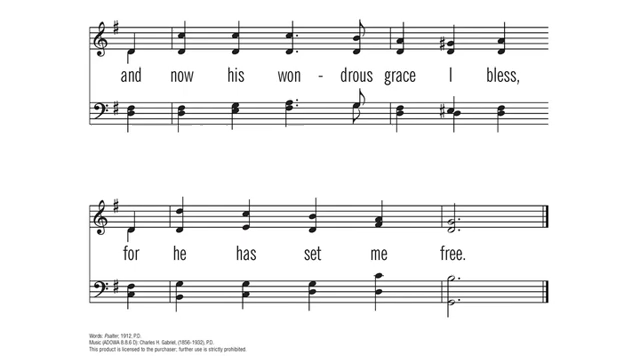 and now his won - drous grace I bless,
for he has set me free.
Words: Psalter, 1912, P.D.
Music (ADOWA 8.8.6 D): Charles H. Gabriel, (1856-1932), P.D.
This product is licensed to the purchaser; further use is strictly prohibited.